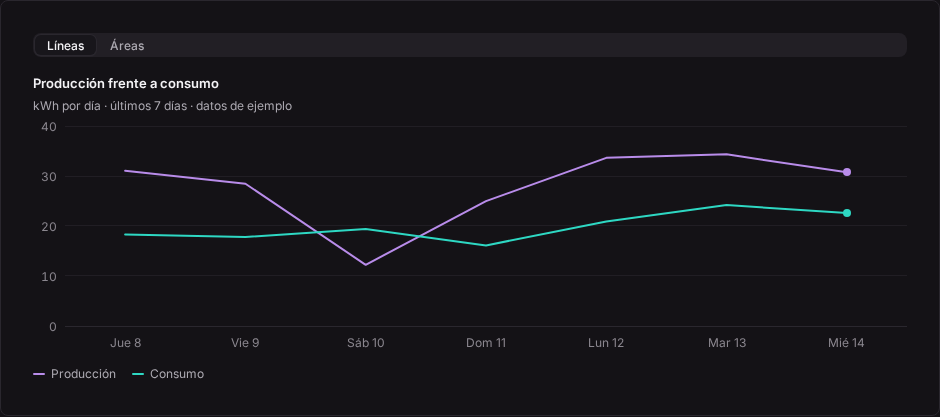 Líneas Áreas
Producción frente a consumo
kWh por día · últimos 7 días · datos de ejemplo
40
30
20
10
0
Jue 8 Vie 9 Sáb 10 Dom 11 Lun 12 Mar 13 Mié 14
Producción Consumo